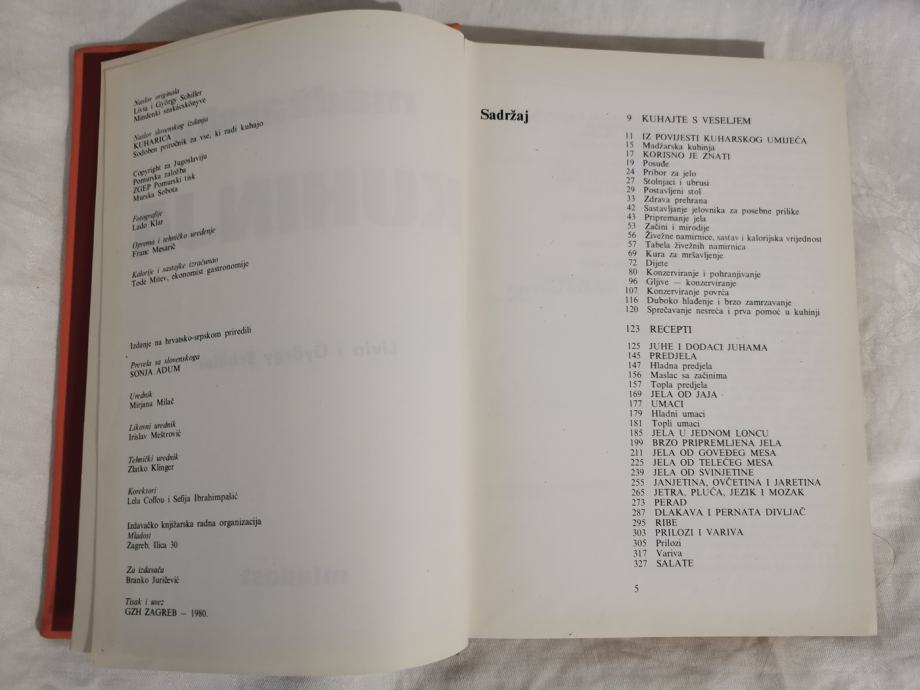 Naslov originala
Livia i György Schiller
Mindenki szakácskönyve
Naslov slovenskog izdanja
KUHARICA
Sodoben priročnik za vse, ki radi kuhajo
Copyright za Jugoslaviju
Pomurska založba
ZGEP Pomurski tisk
Murska Sobota
Fotografije
Lado Klar
Oprema i tehničko uređenje
Franc Mesarič
Kalorije i sastojke izračunao
Tode Mitev, ekonomist gastronomije
Izdanje na hrvatsko-srpskom priredili
Prevela sa slovenskoga
SONJA ADUM
Urednik
Mirjana Milač
Likovni urednik
Irislav Meštrović
Tehnički urednik
Zlatko Klinger
Korektori
Lela Coffou i Sefija Ibrahimpašić
Izdavačko knjižarska radna organizacija
Mladost
Zagreb, Ilica 30
Za izdavača
Branko Juričević
Tisak i uvez
GZH ZAGREB – 1980.
Sadržaj
9 KUHAJTE S VESELJEM
11 IZ POVIJESTI KUHARSKOG UMIJEĆA
15 Madžarska kuhinja
17 KORISNO JE ZNATI
19 Posuđe
24 Pribor za jelo
27 Stolnjaci i ubrusi
29 Postavljeni stol
33 Zdrava prehrana
42 Sastavljanje jelovnika za posebne prilike
43 Pripremanje jela
53 Začini i mirodije
56 Živežne namirnice, sastav i kalorijska vrijednost
57 Tabela živežnih namirnica
69 Kura za mršavljenje
72 Dijete
80 Konzerviranje i pohranjivanje
96 Gljive — konzerviranje
107 Konzerviranje povrća
116 Duboko hlađenje i brzo zamrzavanje
120 Sprečavanje nesreća i prva pomoć u kuhinji
123 RECEPTI
125 JUHE I DODACI JUHAMA
145 PREDJELA
147 Hladna predjela
156 Maslac sa začinima
157 Topla predjela
169 JELA OD JAJA
177 UMACI
179 Hladni umaci
181 Topli umaci
185 JELA U JEDNOM LONCU
199 BRZO PRIPREMLJENA JELA
211 JELA OD GOVEĐEG MESA
225 JELA OD TELEĆEG MESA
239 JELA OD SVINJETINE
255 JANJETINA, OVČETINA I JARETINA
265 JETRA, PLUĆA, JEZIK I MOZAK
273 PERAD
287 DLAKAVA I PERNATA DIVLJAČ
295 RIBE
303 PRILOZI I VARIVA
305 Prilozi
317 Variva
327 SALATE
5